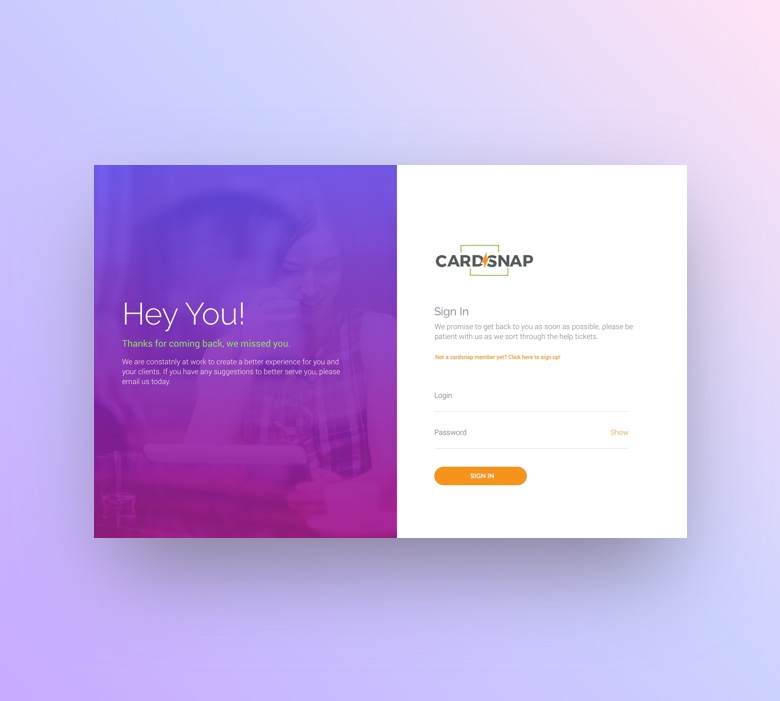 Hey You!
Thanks for coming back, we missed you.
We are constatnly at work to create a better experience for you and
your clients. If you have any suggestions to better serve you, please
email us today.
CARDSNAP
Sign In
We promise to get back to you as soon as possible, please be
patient with us as we sort through the help tickets.
Not a cardsnap member yet? Click here to sign up!
Login
Password Show
SIGN IN